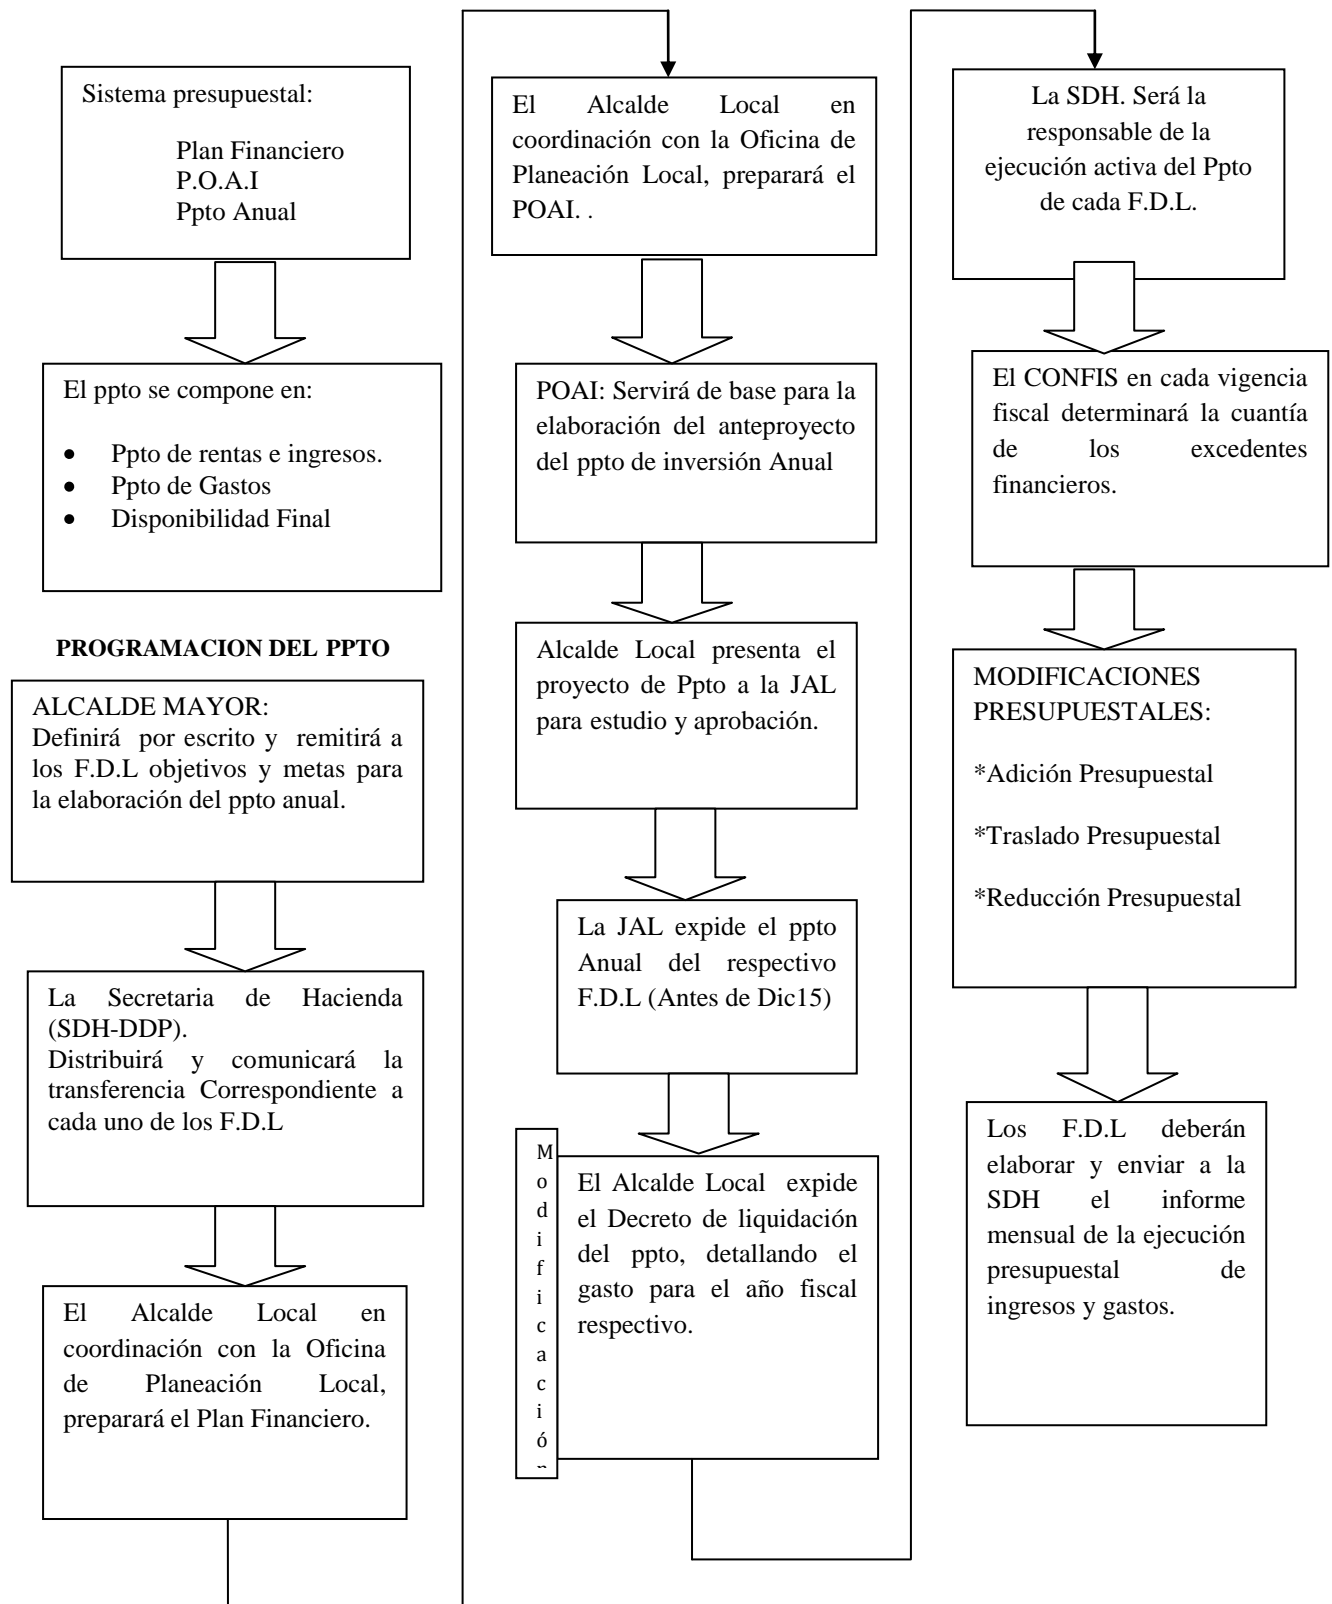 Sistema presupuestal:
Plan Financiero
P.O.A.I
Ppto Anual
El ppto se compone en:
• Ppto de rentas e ingresos.
• Ppto de Gastos
• Disponibilidad Final
PROGRAMACION DEL PPTO
ALCALDE MAYOR:
Definirá por escrito y remitirá a
los F.D.L objetivos y metas para
la elaboración del ppto anual.
La Secretaria de Hacienda
(SDH-DDP).
Distribuirá y comunicará la
transferencia Correspondiente a
cada uno de los F.D.L
El Alcalde Local en
coordinación con la Oficina
de Planeación Local,
preparará el Plan Financiero.
El Alcalde Local en
coordinación con la Oficina de
Planeación Local, preparará el
POAI. .
POAI: Servirá de base para la
elaboración del anteproyecto
del ppto de inversión Anual
Alcalde Local presenta el
proyecto de Ppto a la JAL
para estudio y aprobación.
La JAL expide el ppto
Anual del respectivo
F.D.L (Antes de Dic15)
M
o
d
i
f
i
c
a
c
i
ó
n
El Alcalde Local expide
el Decreto de liquidación
del ppto, detallando el
gasto para el año fiscal
respectivo.
La SDH. Será la
responsable de la
ejecución activa del Ppto
de cada F.D.L.
El CONFIS en cada vigencia
fiscal determinará la cuantía
de los excedentes
financieros.
MODIFICACIONES
PRESUPUESTALES:
*Adición Presupuestal
*Traslado Presupuestal
*Reducción Presupuestal
Los F.D.L deberán
elaborar y enviar a la
SDH el informe
mensual de la ejecución
presupuestal de
ingresos y gastos.